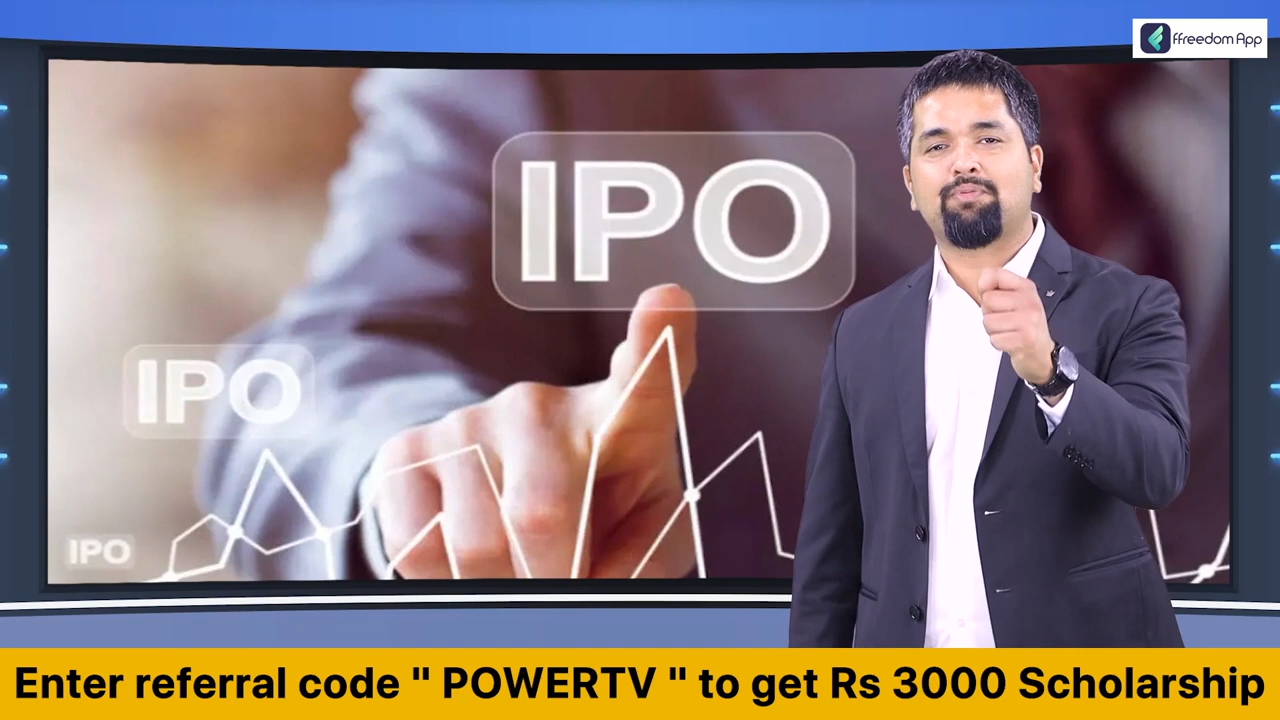 ffreedom App
IPO
IPO
IPO
Enter referral code " POWERTV " to get Rs 3000 Scholarship